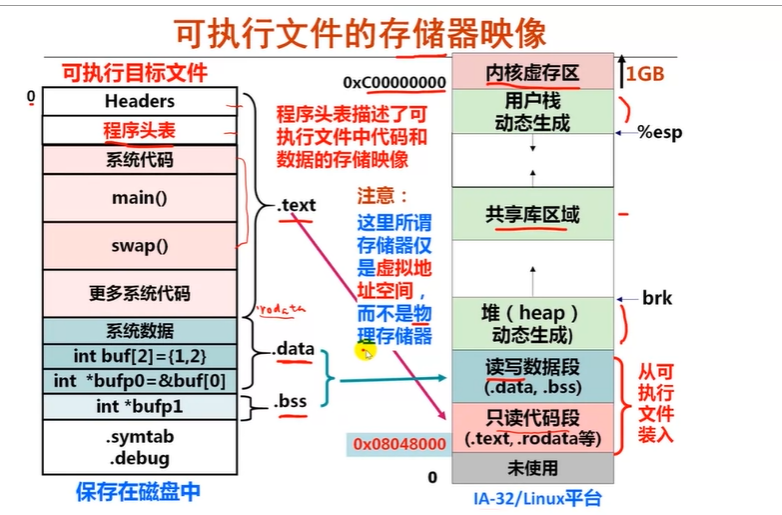 可执行文件的存储器映像
可执行目标文件
0
Headers
程序头表
系统代码
main()
swap()
更多系统代码
系统数据
int buf[2]={1,2}
int *bufp0=&buf[0]
int *bufp1
.symtab
.debug
保存在磁盘中
.text
.rodata
.data
.bss
程序头表描述了可
执行文件中代码和
数据的存储映像
注意：
这里所谓
存储器仅
是虚拟地
址空间，
而不是物
理存储器
0xC00000000
内核虚存区
1GB
用户栈
动态生成
%esp
共享库区域
brk
堆（heap）
动态生成)
读写数据段
(.data, .bss)
只读代码段
(.text, .rodata等)
0x08048000
未使用
0
从可
执行
文件
装入
IA-32/Linux平台